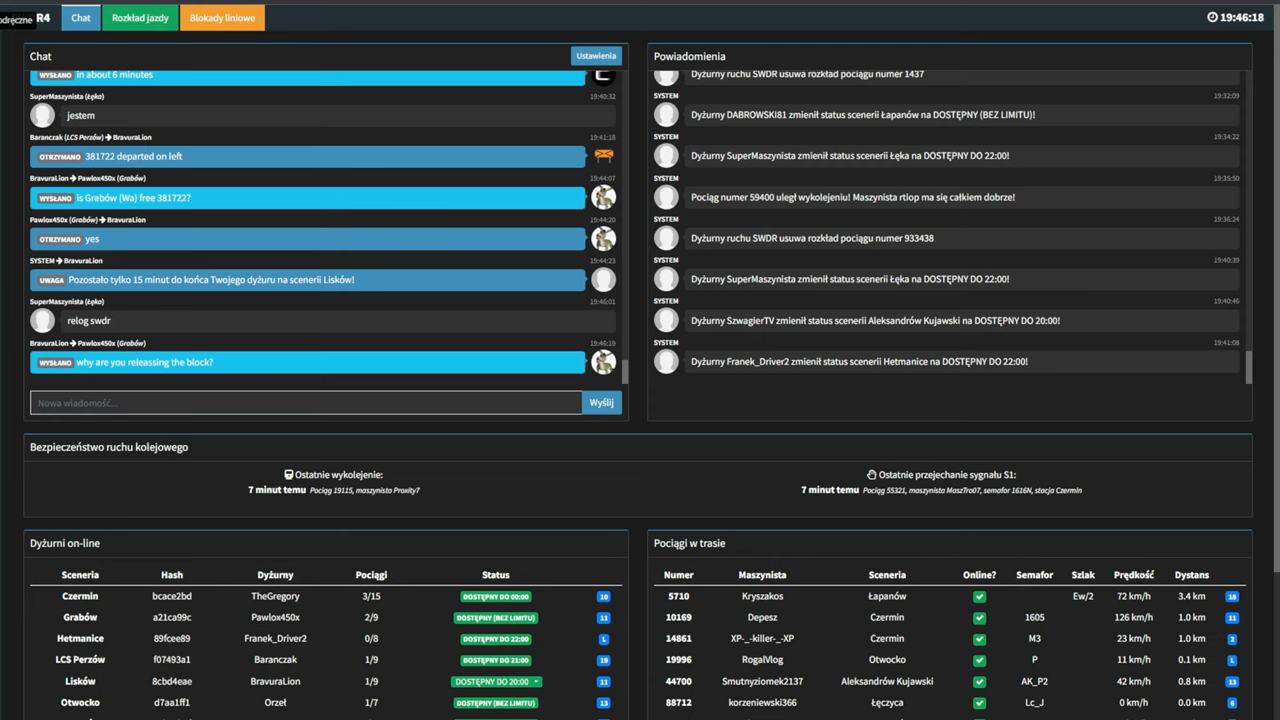 odręczne
R4
Chat
Rozkład jazdy
Blokady liniowe
19:46:18
Chat
Ustawienia
WYSŁANO in about 6 minutes
SuperMaszynista (Łęka) 19:40:32
jestem
Baranczak (LCS Perzów) → BravuraLion 19:41:18
OTRZYMANO 381722 departed on left
BravuraLion → Pawlox450x (Grabów) 19:44:07
WYSŁANO is Grabów (Wa) free 381722?
Pawlox450x (Grabów) → BravuraLion 19:44:20
OTRZYMANO yes
SYSTEM → BravuraLion 19:44:23
UWAGA Pozostało tylko 15 minut do końca Twojego dyżuru na scenerii Lisków!
SuperMaszynista (Łęka) 19:46:01
relog swdr
BravuraLion → Pawlox450x (Grabów) 19:46:19
WYSŁANO why are you releassing the block?
Nowa wiadomość...
Wyślij
Powiadomienia
Dyżurny ruchu SWDR usuwa rozkład pociągu numer 1437
SYSTEM 19:32:09
Dyżurny DABROWSKI81 zmienił status scenerii Łapanów na DOSTĘPNY (BEZ LIMITU)!
SYSTEM 19:34:22
Dyżurny SuperMaszynista zmienił status scenerii Łęka na DOSTĘPNY DO 22:00!
SYSTEM 19:35:50
Pociąg numer 59400 uległ wykolejeniu! Maszynista rtiop ma się całkiem dobrze!
SYSTEM 19:36:24
Dyżurny ruchu SWDR usuwa rozkład pociągu numer 933438
SYSTEM 19:40:39
Dyżurny SuperMaszynista zmienił status scenerii Łęka na DOSTĘPNY DO 22:00!
SYSTEM 19:40:46
Dyżurny SzwagierTV zmienił status scenerii Aleksandrów Kujawski na DOSTĘPNY DO 20:00!
SYSTEM 19:41:08
Dyżurny Franek_Driver2 zmienił status scenerii Hetmanice na DOSTĘPNY DO 22:00!
Bezpieczeństwo ruchu kolejowego
Ostatnie wykolejenie:
7 minut temu Pociąg 19115, maszynista Proxity7
Ostatnie przejechanie sygnału S1:
7 minut temu Pociąg 55321, maszynista MaszTro07, semafor 1616N, stacja Czermin
Dyżurni on-line
Sceneria Hash Dyżurny Pociągi Status
Czermin bcace2bd TheGregory 3/15 DOSTĘPNY DO 00:00 10
Grabów a21ca99c Pawlox450x 2/9 DOSTĘPNY (BEZ LIMITU) 11
Hetmanice 89fcee89 Franek_Driver2 0/8 DOSTĘPNY DO 22:00 L
LCS Perzów f07493a1 Baranczak 1/9 DOSTĘPNY DO 21:00 19
Lisków 8cbd4eae BravuraLion 1/9 DOSTĘPNY DO 20:00 11
Otwocko d7aa1ff1 Orzeł 1/7 DOSTĘPNY (BEZ LIMITU) 13
Pociągi w trasie
Numer Maszynista Sceneria Online? Semafor Szlak Prędkość Dystans
5710 Kryszakos Łapanów Ew/2 72 km/h 3.4 km 18
10169 Depesz Czermin 1605 126 km/h 1.0 km 11
14861 XP-_-killer-_-XP Czermin M3 23 km/h 1.0 km 2
19996 RogalVlog Otwocko P 11 km/h 0.1 km L
44700 Smutnyziomek2137 Aleksandrów Kujawski AK_P2 42 km/h 0.8 km 13
88712 korzeniewski366 Łęczyca Lc_J 0 km/h 0.0 km 6